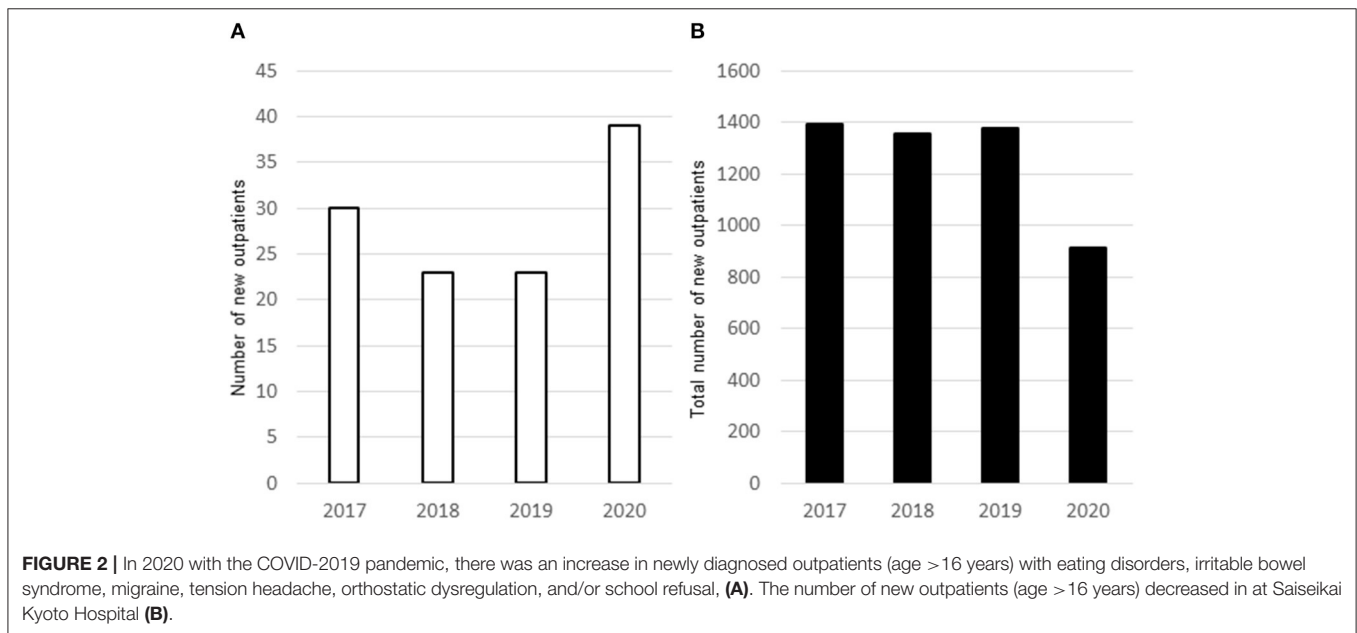 A
Number of new outpatients
45
40
35
30
25
20
15
10
5
0
2017 2018 2019 2020
B
Total number of new outpatients
1600
1400
1200
1000
800
600
400
200
0
2017 2018 2019 2020
FIGURE 2 | In 2020 with the COVID-2019 pandemic, there was an increase in newly diagnosed outpatients (age >16 years) with eating disorders, irritable bowel
syndrome, migraine, tension headache, orthostatic dysregulation, and/or school refusal, (A). The number of new outpatients (age >16 years) decreased in at Saiseikai
Kyoto Hospital (B).